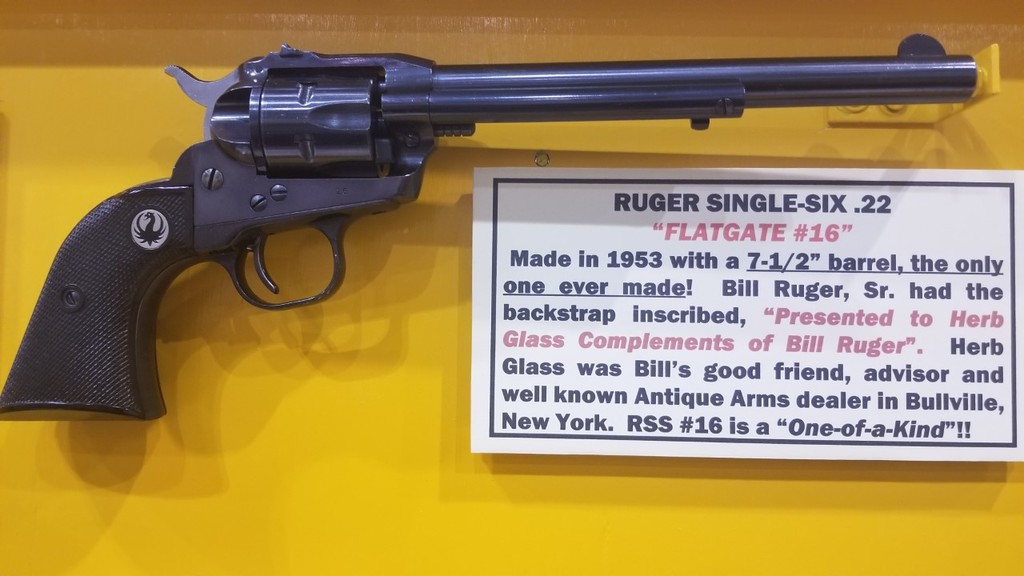 RUGER SINGLE-SIX .22
"FLATGATE #16"
Made in 1953 with a 7-1/2" barrel, the only
one ever made! Bill Ruger, Sr. had the
backstrap inscribed, "Presented to Herb
Glass Complements of Bill Ruger". Herb
Glass was Bill's good friend, advisor and
well known Antique Arms dealer in Bullville,
New York. RSS #16 is a "One-of-a-Kind"!!